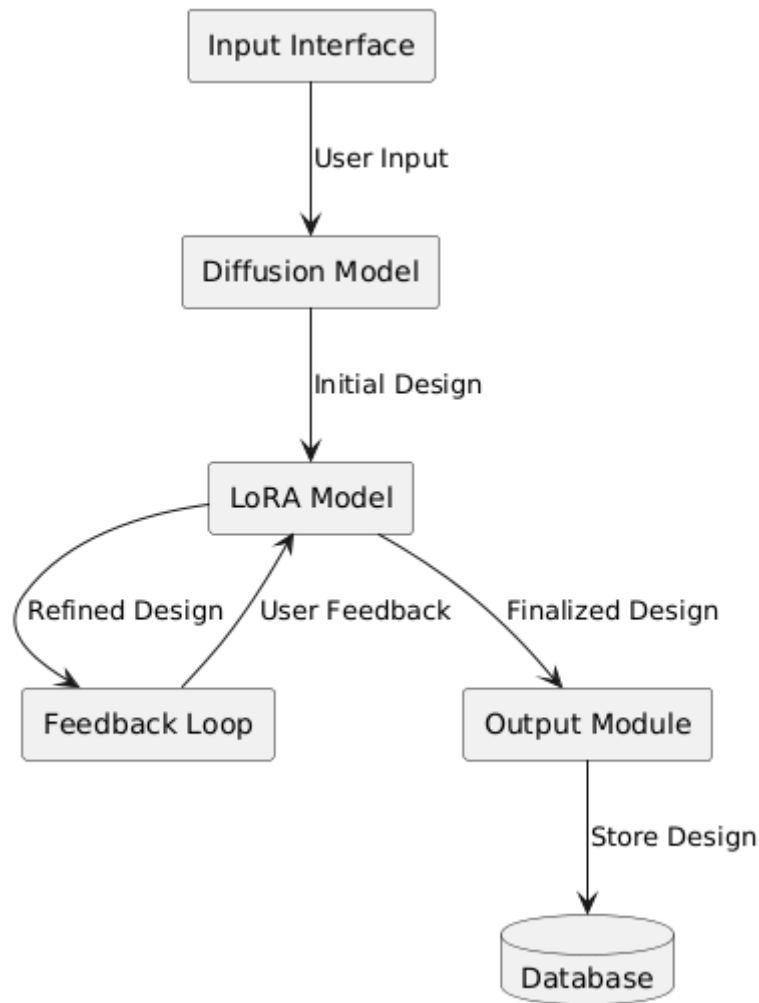 Input Interface
User Input
Diffusion Model
Initial Design
LoRA Model
Refined Design
User Feedback
Finalized Design
Feedback Loop
Output Module
Store Design
Database